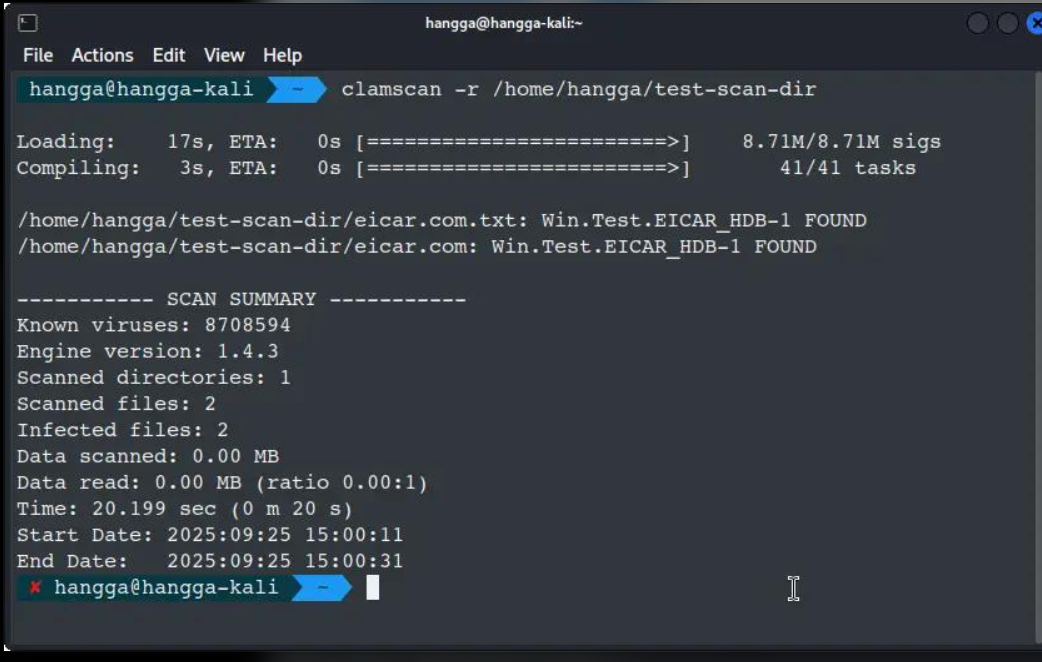 hangga@hangga-kali:~
File Actions Edit View Help
hangga@hangga-kali ~ clamscan -r /home/hangga/test-scan-dir
Loading: 17s, ETA: 0s [========================>] 8.71M/8.71M sigs
Compiling: 3s, ETA: 0s [========================>] 41/41 tasks
/home/hangga/test-scan-dir/eicar.com.txt: Win.Test.EICAR_HDB-1 FOUND
/home/hangga/test-scan-dir/eicar.com: Win.Test.EICAR_HDB-1 FOUND
----------- SCAN SUMMARY -----------
Known viruses: 8708594
Engine version: 1.4.3
Scanned directories: 1
Scanned files: 2
Infected files: 2
Data scanned: 0.00 MB
Data read: 0.00 MB (ratio 0.00:1)
Time: 20.199 sec (0 m 20 s)
Start Date: 2025:09:25 15:00:11
End Date:   2025:09:25 15:00:31
✘ hangga@hangga-kali ~